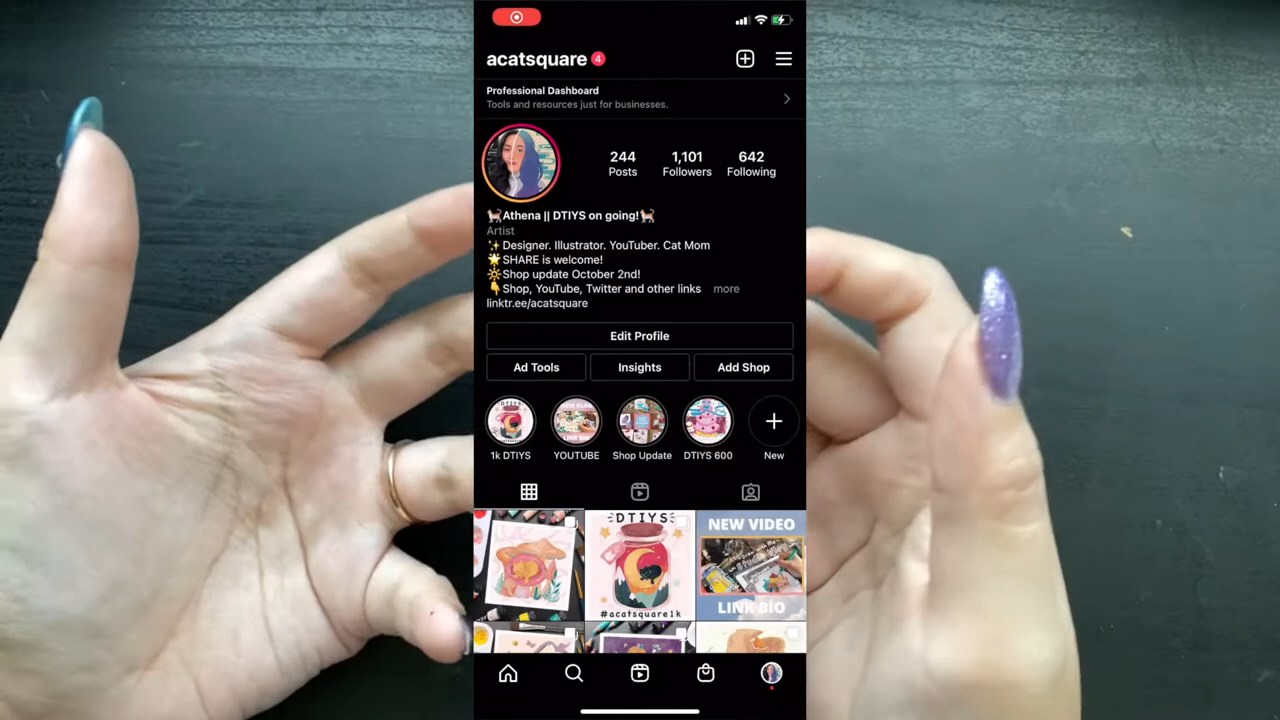 acatsquare 4
Professional Dashboard
Tools and resources just for businesses.
244 1,101 642
Posts Followers Following
🐈Athena || DTIYS on going!🐈
Artist
✨ Designer. Illustrator. YouTuber. Cat Mom
🌟SHARE is welcome!
🔆Shop update October 2nd!
👇Shop, YouTube, Twitter and other links more
linktr.ee/acatsquare
Edit Profile
Ad Tools Insights Add Shop
1k DTIYS YOUTUBE Shop Update DTIYS 600 New
DTIYS
#acatsquare1k
NEW VIDEO
LINK BIO